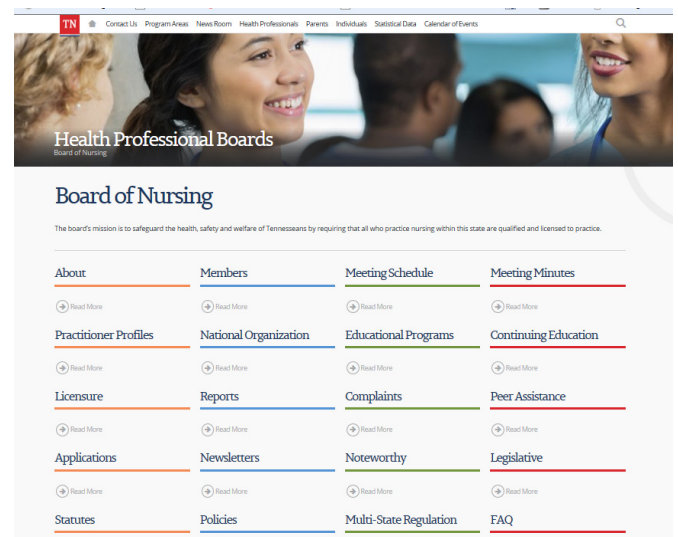 TN Contact Us Program Areas News Room Health Professionals Parents Individuals Statistical Data Calendar of Events
Health Professional Boards
Board of Nursing
Board of Nursing
The board's mission is to safeguard the health, safety and welfare of Tennesseans by requiring that all who practice nursing within this state are qualified and licensed to practice.
About Members Meeting Schedule Meeting Minutes
Read More Read More Read More Read More
Practitioner Profiles National Organization Educational Programs Continuing Education
Read More Read More Read More Read More
Licensure Reports Complaints Peer Assistance
Read More Read More Read More Read More
Applications Newsletters Noteworthy Legislative
Read More Read More Read More Read More
Statutes Policies Multi-State Regulation FAQ